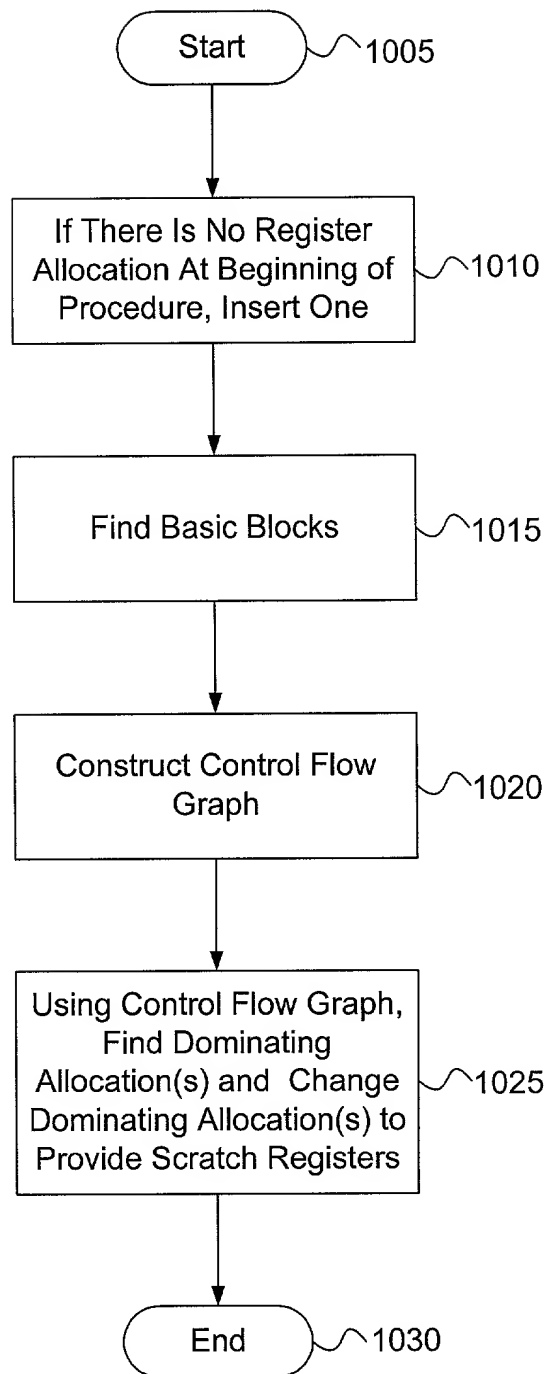 Start
1005
If There Is No Register
Allocation At Beginning of
Procedure, Insert One
1010
Find Basic Blocks
1015
Construct Control Flow
Graph
1020
Using Control Flow Graph,
Find Dominating
Allocation(s) and Change
Dominating Allocation(s) to
Provide Scratch Registers
1025
End
1030